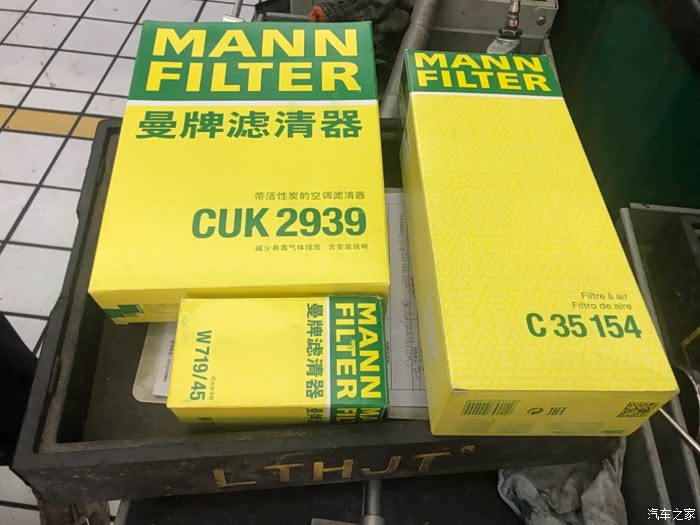 MANN
FILTER
曼牌滤清器
带活性炭的空调滤清器
CUK 2939
减少有毒气体排放 含安装说明
MANN
FILTER
Filtre à air
Filtro de aire
C 35 154
EAC
MANN
FILTER
曼牌滤清器
W 719/45
LTHJT
汽车之家